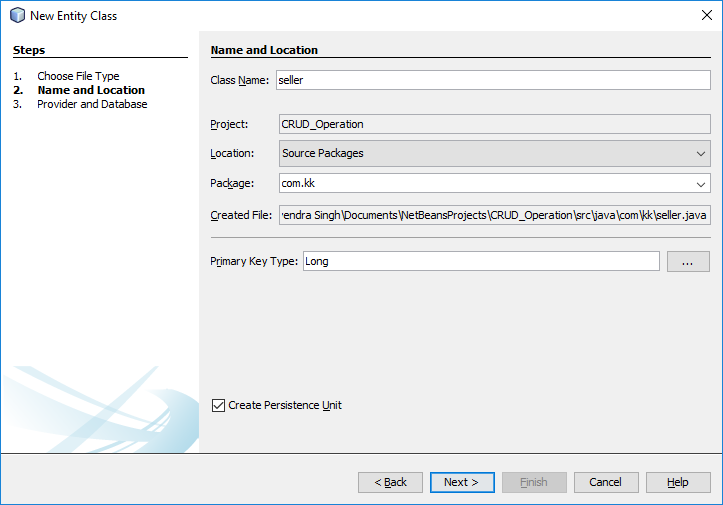 New Entity Class
Steps
1. Choose File Type
2. Name and Location
3. Provider and Database
Name and Location
Class Name: seller
Project: CRUD_Operation
Location: Source Packages
Package: com.kk
Created File: endra Singh\Documents\NetBeansProjects\CRUD_Operation\src\java\com\kk\seller.java
Primary Key Type: Long ...
Create Persistence Unit
< Back Next > Finish Cancel Help